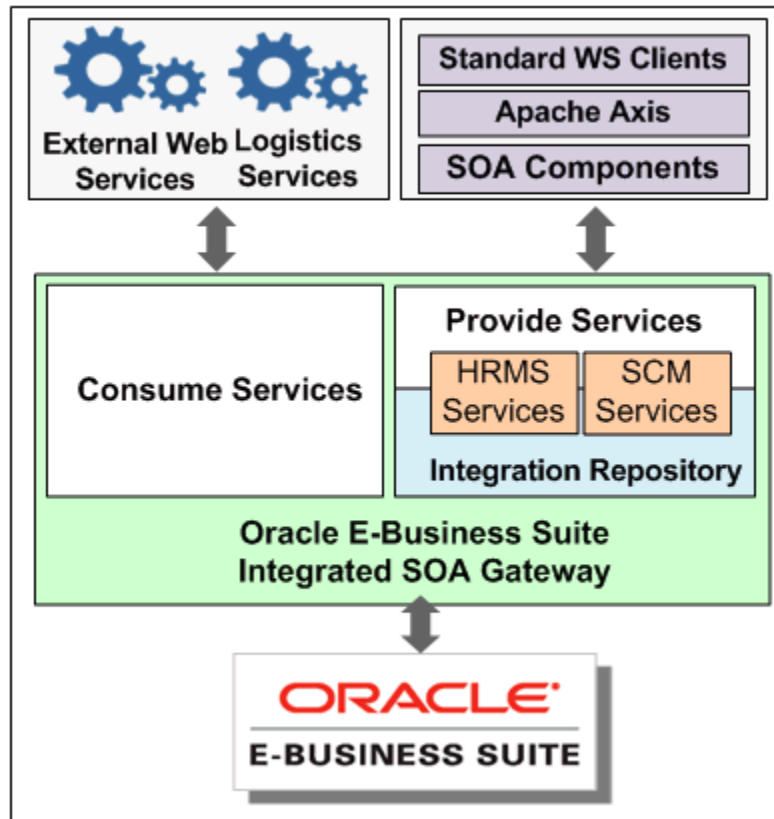 External Web
Services
Logistics
Services
Standard WS Clients
Apache Axis
SOA Components
Consume Services
Provide Services
HRMS
Services
SCM
Services
Integration Repository
Oracle E-Business Suite
Integrated SOA Gateway
ORACLE
E-BUSINESS SUITE